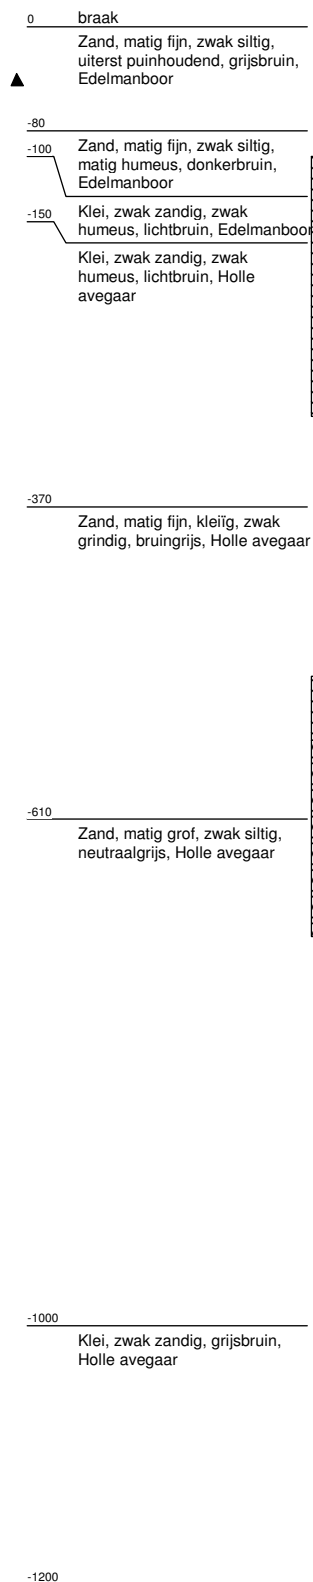 0 braak
Zand, matig fijn, zwak siltig,
uiterst puinhoudend, grijsbruin,
Edelmanboor
-80
Zand, matig fijn, zwak siltig,
-100
matig humeus, donkerbruin,
Edelmanboor
Klei, zwak zandig, zwak
-150
humeus, lichtbruin, Edelmanboor
Klei, zwak zandig, zwak
humeus, lichtbruin, Holle
avegaar
-370
Zand, matig fijn, kleiïg, zwak
grindig, bruingrijs, Holle avegaar
-610
Zand, matig grof, zwak siltig,
neutraalgrijs, Holle avegaar
-1000
Klei, zwak zandig, grijsbruin,
Holle avegaar
-1200